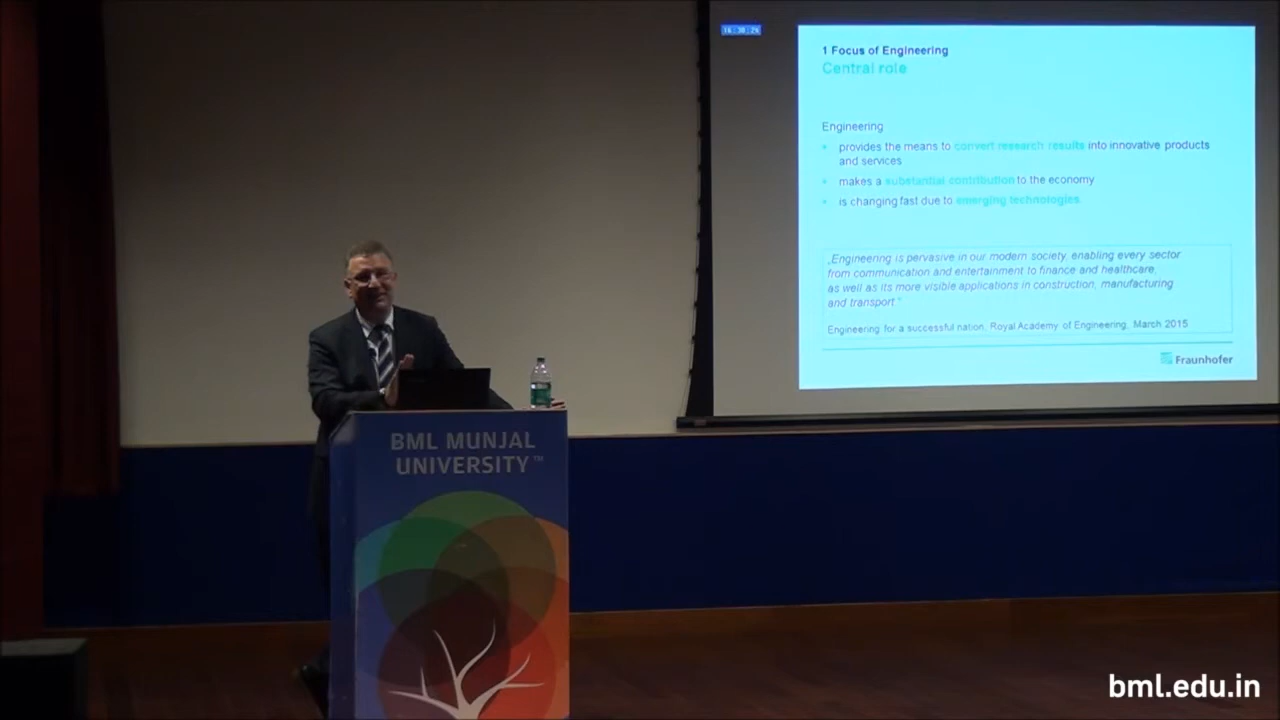 1 Focus of Engineering
Central role
Engineering
provides the means to convert research results into innovative products
and services
makes a substantial contribution to the economy
is changing fast due to emerging technologies.
„Engineering is pervasive in our modern society, enabling every sector
from communication and entertainment to finance and healthcare,
as well as its more visible applications in construction, manufacturing
and transport.“
Engineering for a successful nation, Royal Academy of Engineering, March 2015
Fraunhofer
BML MUNJAL
UNIVERSITY™
bml.edu.in